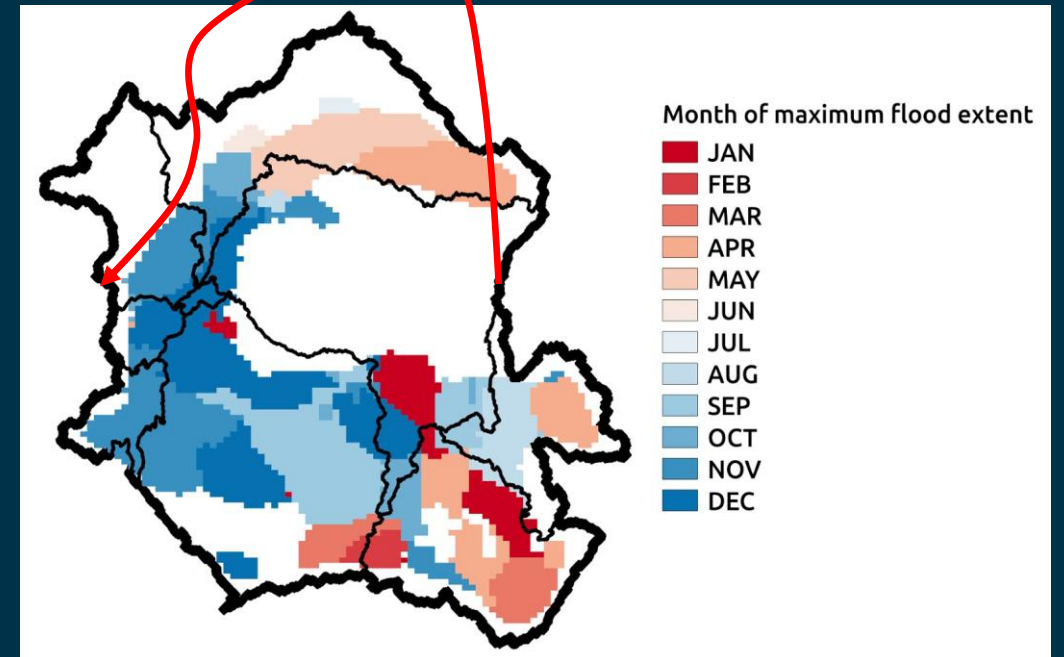 Month of maximum flood extent
JAN
FEB
MAR
APR
MAY
JUN
JUL
AUG
SEP
OCT
NOV
DEC